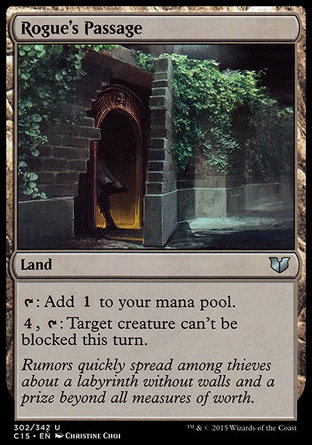 Rogue's Passage
Land
: Add 1 to your mana pool.
4, : Target creature can't be
blocked this turn.
Rumors quickly spread among thieves
about a labyrinth without walls and a
prize beyond all measures of worth.
302/342 U
C15 • EN Christine Choi
™ & © 2015 Wizards of the Coast